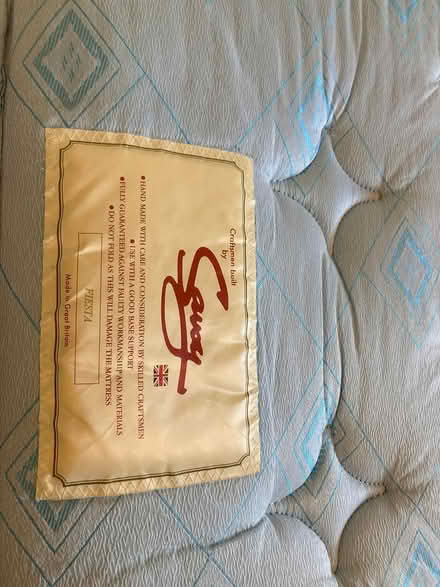 Craftsmen built
by
• HAND MADE WITH CARE AND CONSIDERATION BY SKILLED CRAFTSMEN
• USE WITH A GOOD BASE SUPPORT
• FULLY GUARANTEED AGAINST FAULTY WORKMANSHIP AND MATERIALS
• DO NOT FOLD AS THIS WILL DAMAGE THE MATTRESS
FIESTA
Made in Great Britain